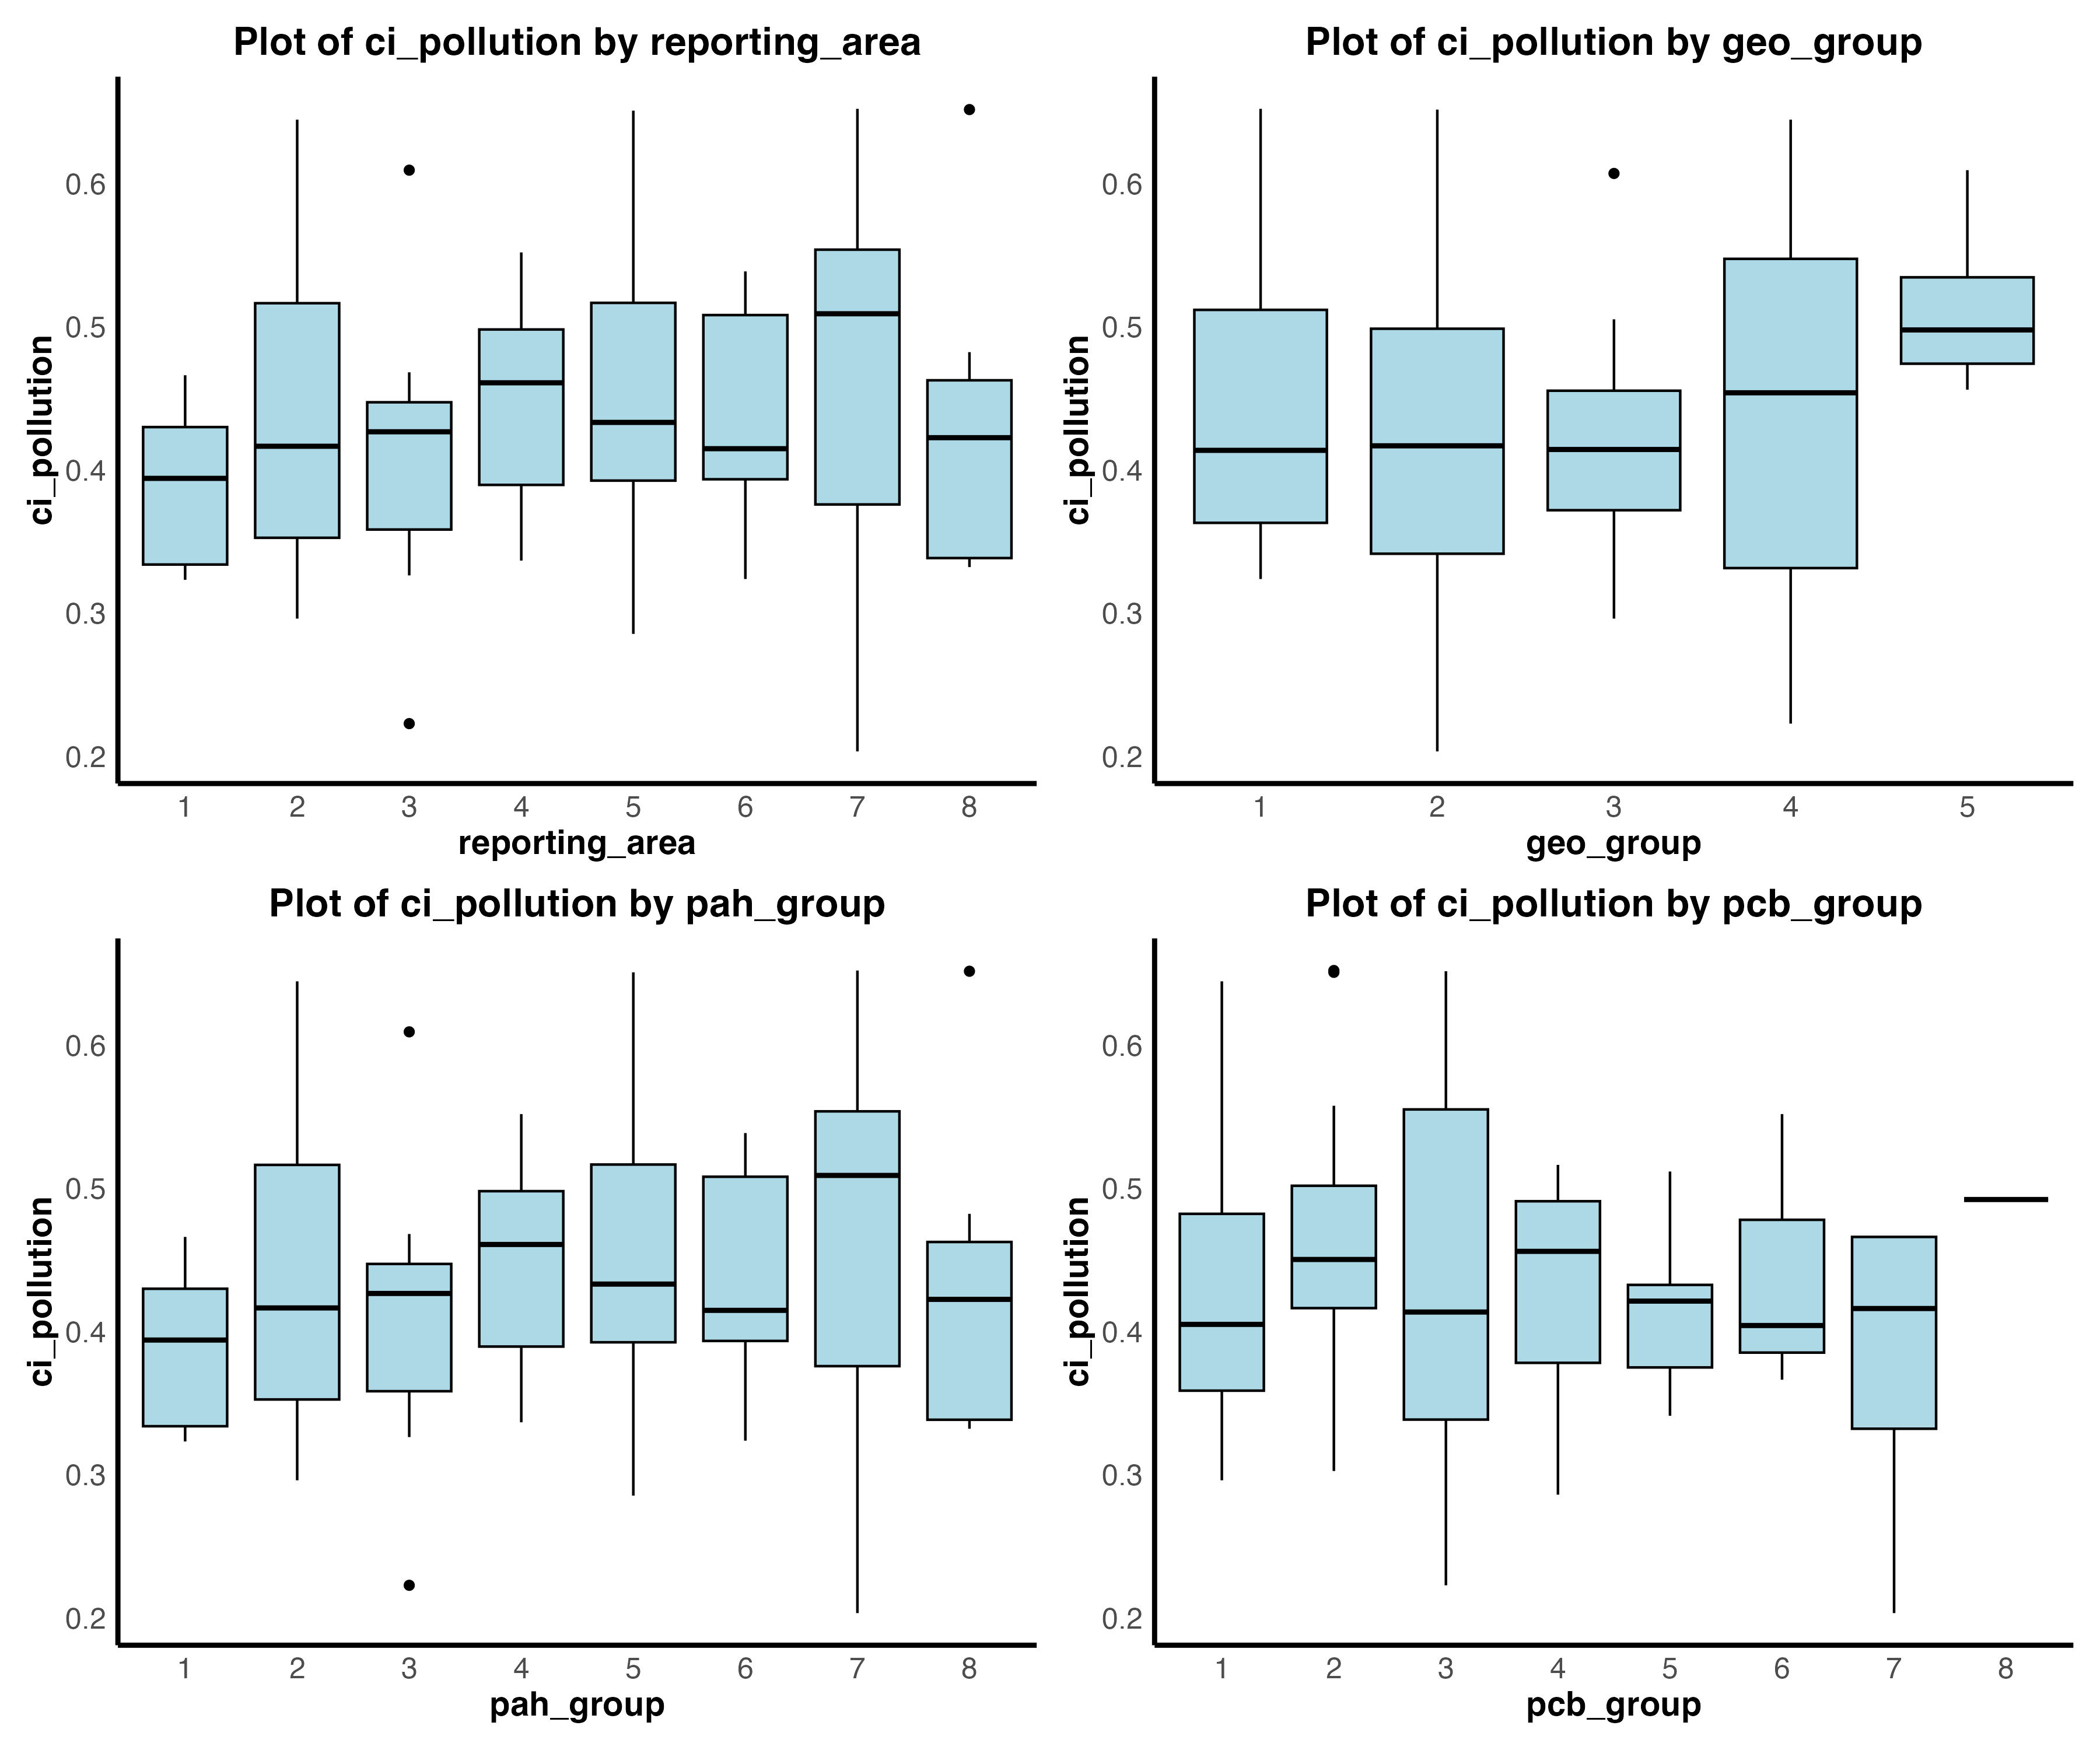 Plot of ci_pollution by reporting_area
ci_pollution
0.6
0.5
0.4
0.3
0.2
1 2 3 4 5 6 7 8
reporting_area
Plot of ci_pollution by geo_group
ci_pollution
0.6
0.5
0.4
0.3
0.2
1 2 3 4 5
geo_group
Plot of ci_pollution by pah_group
ci_pollution
0.6
0.5
0.4
0.3
0.2
1 2 3 4 5 6 7 8
pah_group
Plot of ci_pollution by pcb_group
ci_pollution
0.6
0.5
0.4
0.3
0.2
1 2 3 4 5 6 7 8
pcb_group